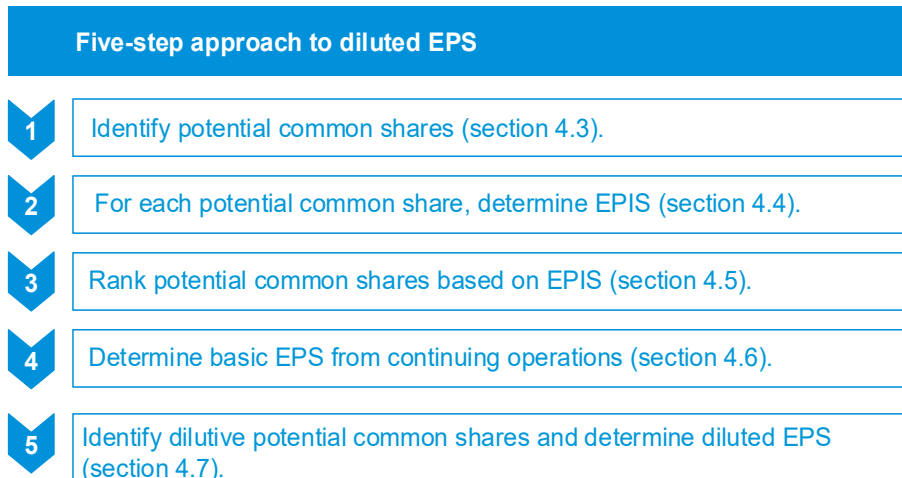 Five-step approach to diluted EPS
1
Identify potential common shares (section 4.3).
2
For each potential common share, determine EPIS (section 4.4).
3
Rank potential common shares based on EPIS (section 4.5).
4
Determine basic EPS from continuing operations (section 4.6).
5
Identify dilutive potential common shares and determine diluted EPS
(section 4.7).